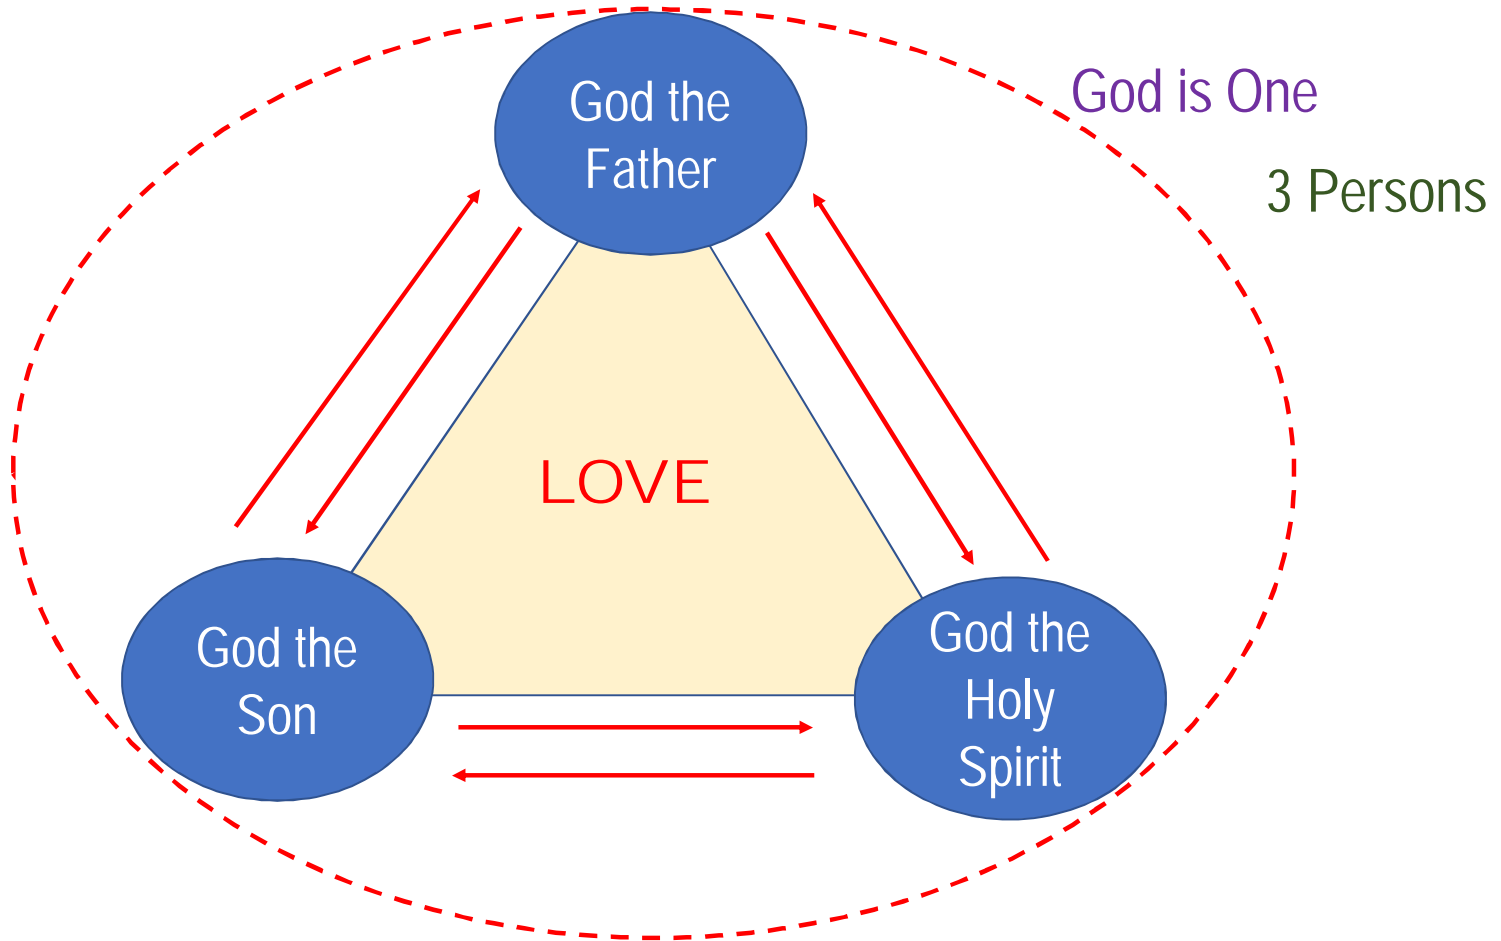 God the
Father
God is One
3 Persons
LOVE
God the
Son
God the
Holy
Spirit